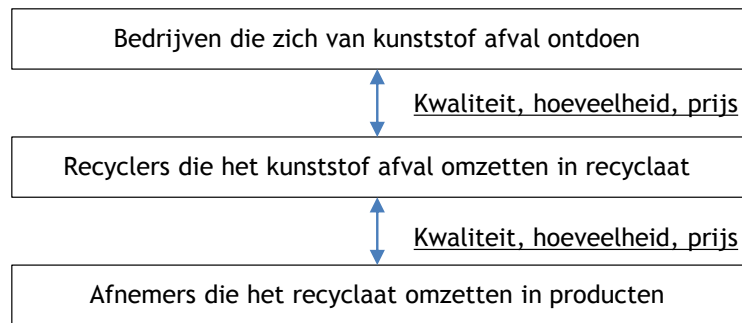 Bedrijven die zich van kunststof afval ontdoen
Kwaliteit, hoeveelheid, prijs
Recyclers die het kunststof afval omzetten in recyclaat
Kwaliteit, hoeveelheid, prijs
Afnemers die het recyclaat omzetten in producten